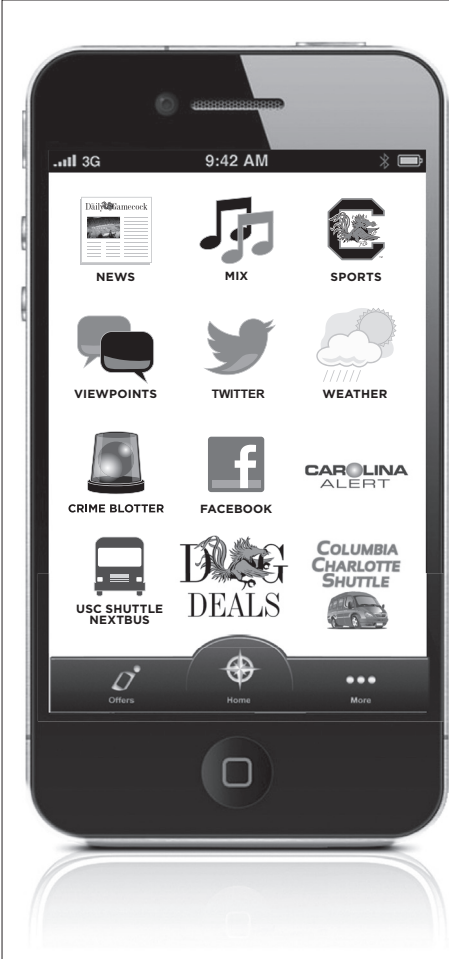 3G 9:42 AM
Daily Gamecock
NEWS MIX SPORTS
VIEWPOINTS TWITTER WEATHER
f
CRIME BLOTTER FACEBOOK
CAROLINA
ALERT
USC SHUTTLE
NEXTBUS
DG
DEALS
COLUMBIA
CHARLOTTE
SHUTTLE
Offers Home More